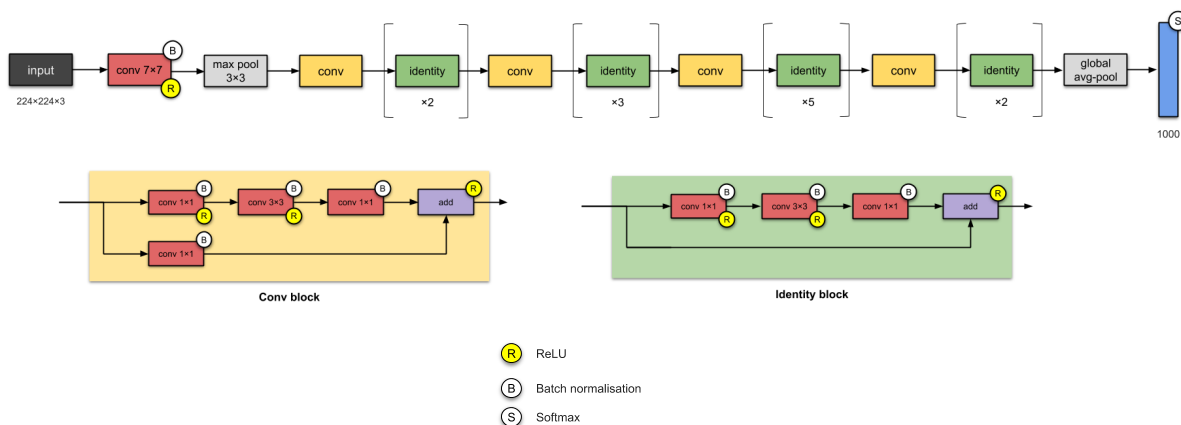 input
224×224×3
conv 7×7
B
R
max pool
3×3
conv
identity
×2
conv
identity
×3
conv
identity
×5
conv
identity
×2
global
avg-pool
S
1000
conv 1×1
B
R
conv 3×3
B
R
conv 1×1
B
add
R
conv 1×1
B
Conv block
conv 1×1
B
R
conv 3×3
B
R
conv 1×1
B
add
R
Identity block
R ReLU
B Batch normalisation
S Softmax